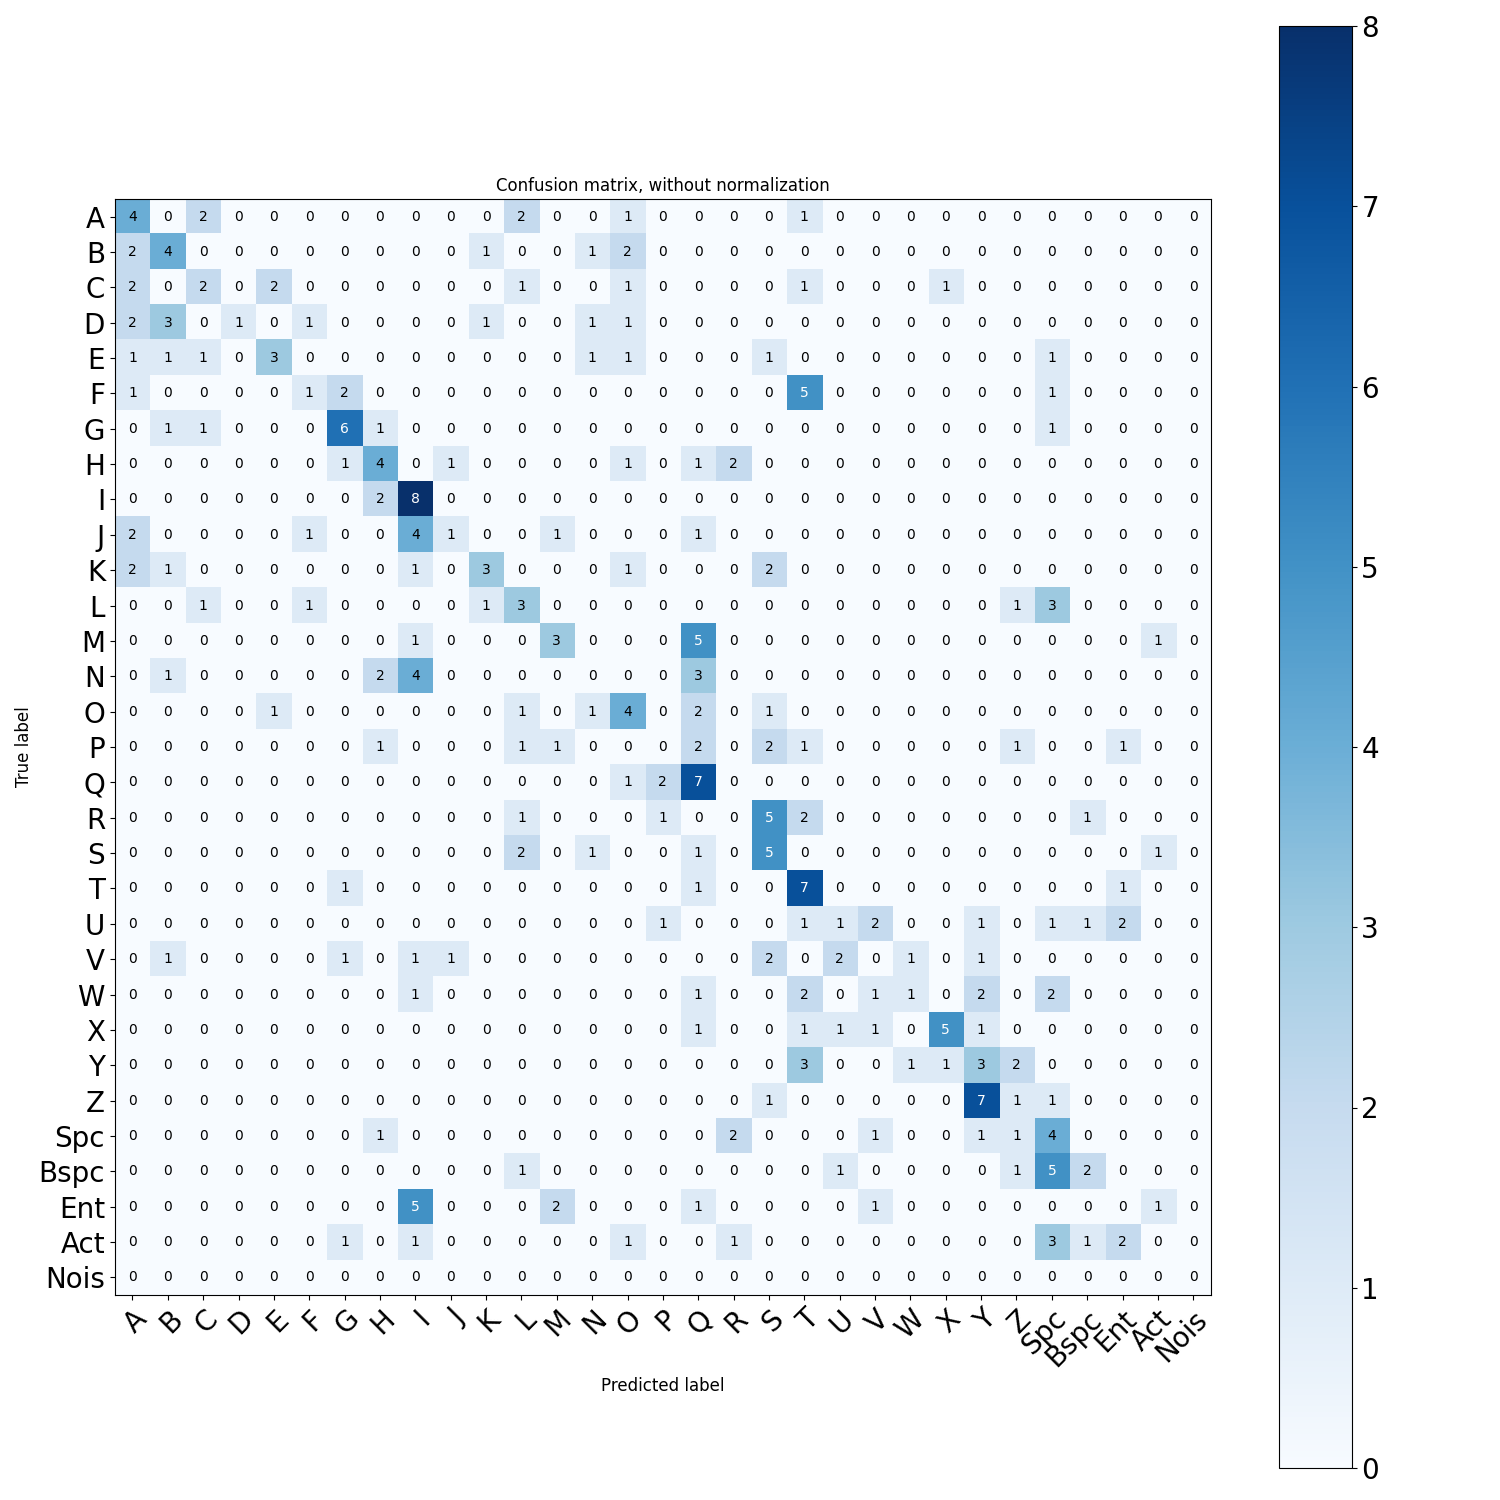 Confusion matrix, without normalization
A 4 0 2 0 0 0 0 0 0 0 0 2 0 0 1 0 0 0 0 1 0 0 0 0 0 0 0 0 0 0 0
B 2 4 0 0 0 0 0 0 0 0 1 0 0 1 2 0 0 0 0 0 0 0 0 0 0 0 0 0 0 0 0
C 2 0 2 0 2 0 0 0 0 0 0 1 0 0 1 0 0 0 0 1 0 0 0 1 0 0 0 0 0 0 0
D 2 3 0 1 0 1 0 0 0 0 1 0 0 1 1 0 0 0 0 0 0 0 0 0 0 0 0 0 0 0 0
E 1 1 1 0 3 0 0 0 0 0 0 0 0 1 1 0 0 0 1 0 0 0 0 0 0 0 1 0 0 0 0
F 1 0 0 0 0 1 2 0 0 0 0 0 0 0 0 0 0 0 0 5 0 0 0 0 0 0 1 0 0 0 0
G 0 1 1 0 0 0 6 1 0 0 0 0 0 0 0 0 0 0 0 0 0 0 0 0 0 0 1 0 0 0 0
H 0 0 0 0 0 0 1 4 0 1 0 0 0 0 1 0 1 2 0 0 0 0 0 0 0 0 0 0 0 0 0
I 0 0 0 0 0 0 0 2 8 0 0 0 0 0 0 0 0 0 0 0 0 0 0 0 0 0 0 0 0 0 0
J 2 0 0 0 0 1 0 0 4 1 0 0 1 0 0 0 1 0 0 0 0 0 0 0 0 0 0 0 0 0 0
K 2 1 0 0 0 0 0 0 1 0 3 0 0 0 1 0 0 0 2 0 0 0 0 0 0 0 0 0 0 0 0
L 0 0 1 0 0 1 0 0 0 0 1 3 0 0 0 0 0 0 0 0 0 0 0 0 0 1 3 0 0 0 0
M 0 0 0 0 0 0 0 0 1 0 0 0 3 0 0 0 5 0 0 0 0 0 0 0 0 0 0 0 0 1 0
N 0 1 0 0 0 0 0 2 4 0 0 0 0 0 0 0 3 0 0 0 0 0 0 0 0 0 0 0 0 0 0
O 0 0 0 0 1 0 0 0 0 0 0 1 0 1 4 0 2 0 1 0 0 0 0 0 0 0 0 0 0 0 0
P 0 0 0 0 0 0 0 1 0 0 0 1 1 0 0 0 2 0 2 1 0 0 0 0 0 1 0 0 1 0 0
Q 0 0 0 0 0 0 0 0 0 0 0 0 0 0 1 2 7 0 0 0 0 0 0 0 0 0 0 0 0 0 0
R 0 0 0 0 0 0 0 0 0 0 0 1 0 0 0 1 0 0 5 2 0 0 0 0 0 0 0 1 0 0 0
S 0 0 0 0 0 0 0 0 0 0 0 2 0 1 0 0 1 0 5 0 0 0 0 0 0 0 0 0 0 1 0
T 0 0 0 0 0 0 1 0 0 0 0 0 0 0 0 0 1 0 0 7 0 0 0 0 0 0 0 0 1 0 0
U 0 0 0 0 0 0 0 0 0 0 0 0 0 0 0 1 0 0 0 1 1 2 0 0 1 0 1 1 2 0 0
V 0 1 0 0 0 0 1 0 1 1 0 0 0 0 0 0 0 0 2 0 2 0 1 0 1 0 0 0 0 0 0
W 0 0 0 0 0 0 0 0 1 0 0 0 0 0 0 0 1 0 0 2 0 1 1 0 2 0 2 0 0 0 0
X 0 0 0 0 0 0 0 0 0 0 0 0 0 0 0 0 1 0 0 1 1 1 0 5 1 0 0 0 0 0 0
Y 0 0 0 0 0 0 0 0 0 0 0 0 0 0 0 0 0 0 0 3 0 0 1 1 3 2 0 0 0 0 0
Z 0 0 0 0 0 0 0 0 0 0 0 0 0 0 0 0 0 0 1 0 0 0 0 0 7 1 1 0 0 0 0
Spc 0 0 0 0 0 0 0 1 0 0 0 0 0 0 0 0 0 2 0 0 0 1 0 0 1 1 4 0 0 0 0
Bspc 0 0 0 0 0 0 0 0 0 0 0 1 0 0 0 0 0 0 0 0 1 0 0 0 0 1 5 2 0 0 0
Ent 0 0 0 0 0 0 0 0 5 0 0 0 2 0 0 0 1 0 0 0 0 1 0 0 0 0 0 0 0 1 0
Act 0 0 0 0 0 0 1 0 1 0 0 0 0 0 1 0 0 1 0 0 0 0 0 0 0 0 3 1 2 0 0
Nois 0 0 0 0 0 0 0 0 0 0 0 0 0 0 0 0 0 0 0 0 0 0 0 0 0 0 0 0 0 0 0
A B C D E F G H I J K L M N O P Q R S T U V W X Y Z Spc Bspc Ent Act Nois
Predicted label
True label
8
7
6
5
4
3
2
1
0